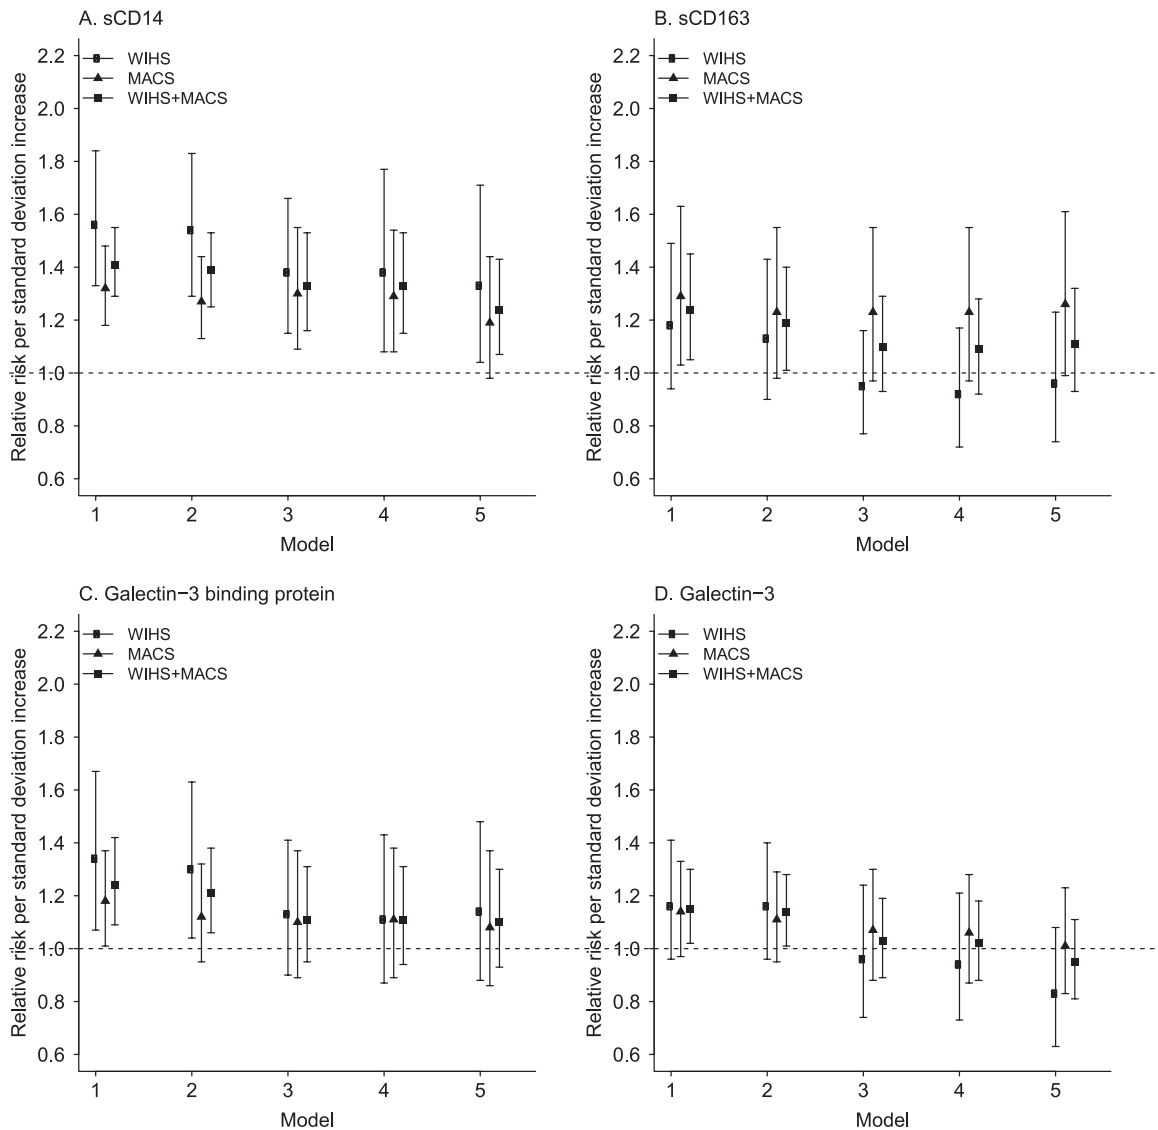 A. sCD14
Relative risk per standard deviation increase
2.2
2.0
1.8
1.6
1.4
1.2
1.0
0.8
0.6
WIHS
MACS
WIHS+MACS
1 2 3 4 5
Model
B. sCD163
Relative risk per standard deviation increase
2.2
2.0
1.8
1.6
1.4
1.2
1.0
0.8
0.6
WIHS
MACS
WIHS+MACS
1 2 3 4 5
Model
C. Galectin−3 binding protein
Relative risk per standard deviation increase
2.2
2.0
1.8
1.6
1.4
1.2
1.0
0.8
0.6
WIHS
MACS
WIHS+MACS
1 2 3 4 5
Model
D. Galectin−3
Relative risk per standard deviation increase
2.2
2.0
1.8
1.6
1.4
1.2
1.0
0.8
0.6
WIHS
MACS
WIHS+MACS
1 2 3 4 5
Model